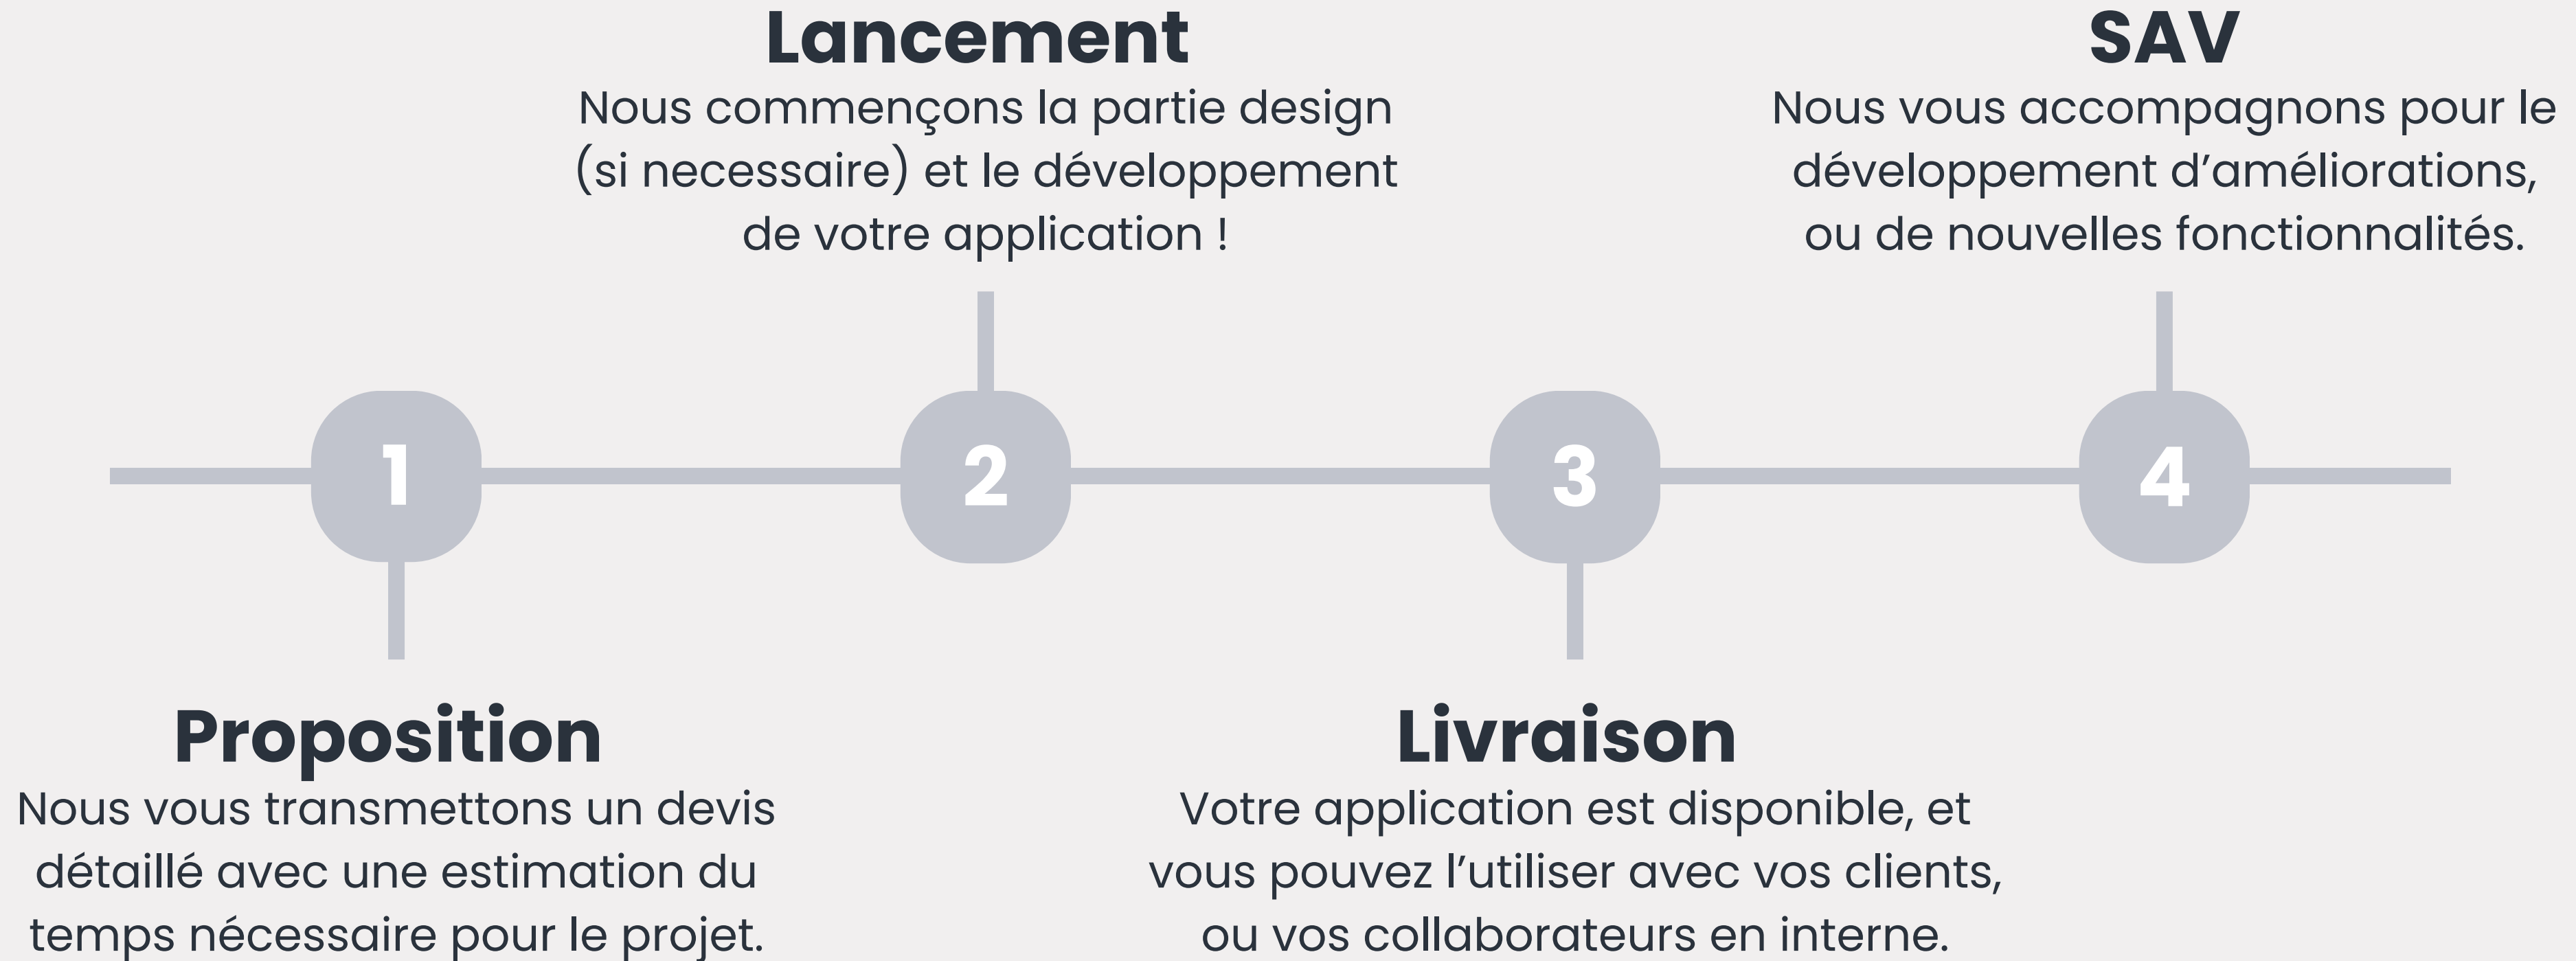 Lancement
Nous commençons la partie design
(si necessaire) et le développement
de votre application !
SAV
Nous vous accompagnons pour le
développement d’améliorations,
ou de nouvelles fonctionnalités.
1
2
3
4
Proposition
Nous vous transmettons un devis
détaillé avec une estimation du
temps nécessaire pour le projet.
Livraison
Votre application est disponible, et
vous pouvez l’utiliser avec vos clients,
ou vos collaborateurs en interne.